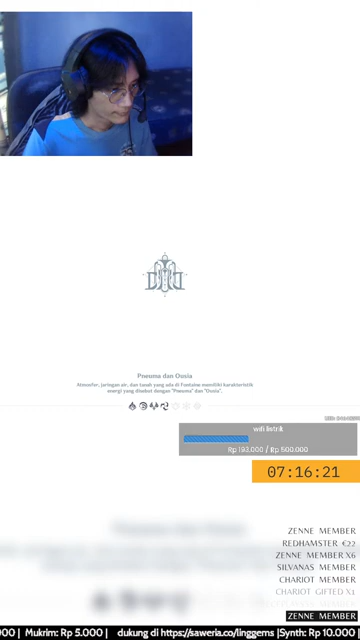 Pneuma dan Ousia
Atmosfer, jaringan air, dan tanah yang ada di Fontaine memiliki karakteristik
energi yang disebut dengan "Pneuma" dan "Ousia".
wifi listrik
Rp 193.000 / Rp 500.000
07:16:21
ZENNE MEMBER
REDHAMSTER €22
ZENNE MEMBER X6
SILVANAS MEMBER
CHARIOT MEMBER
CHARIOT GIFTED X1
ZENNE MEMBER
000 | Mukrim: Rp 5.000 | dukung di https://saweria.co/linggems |Synth: Rp 10.000